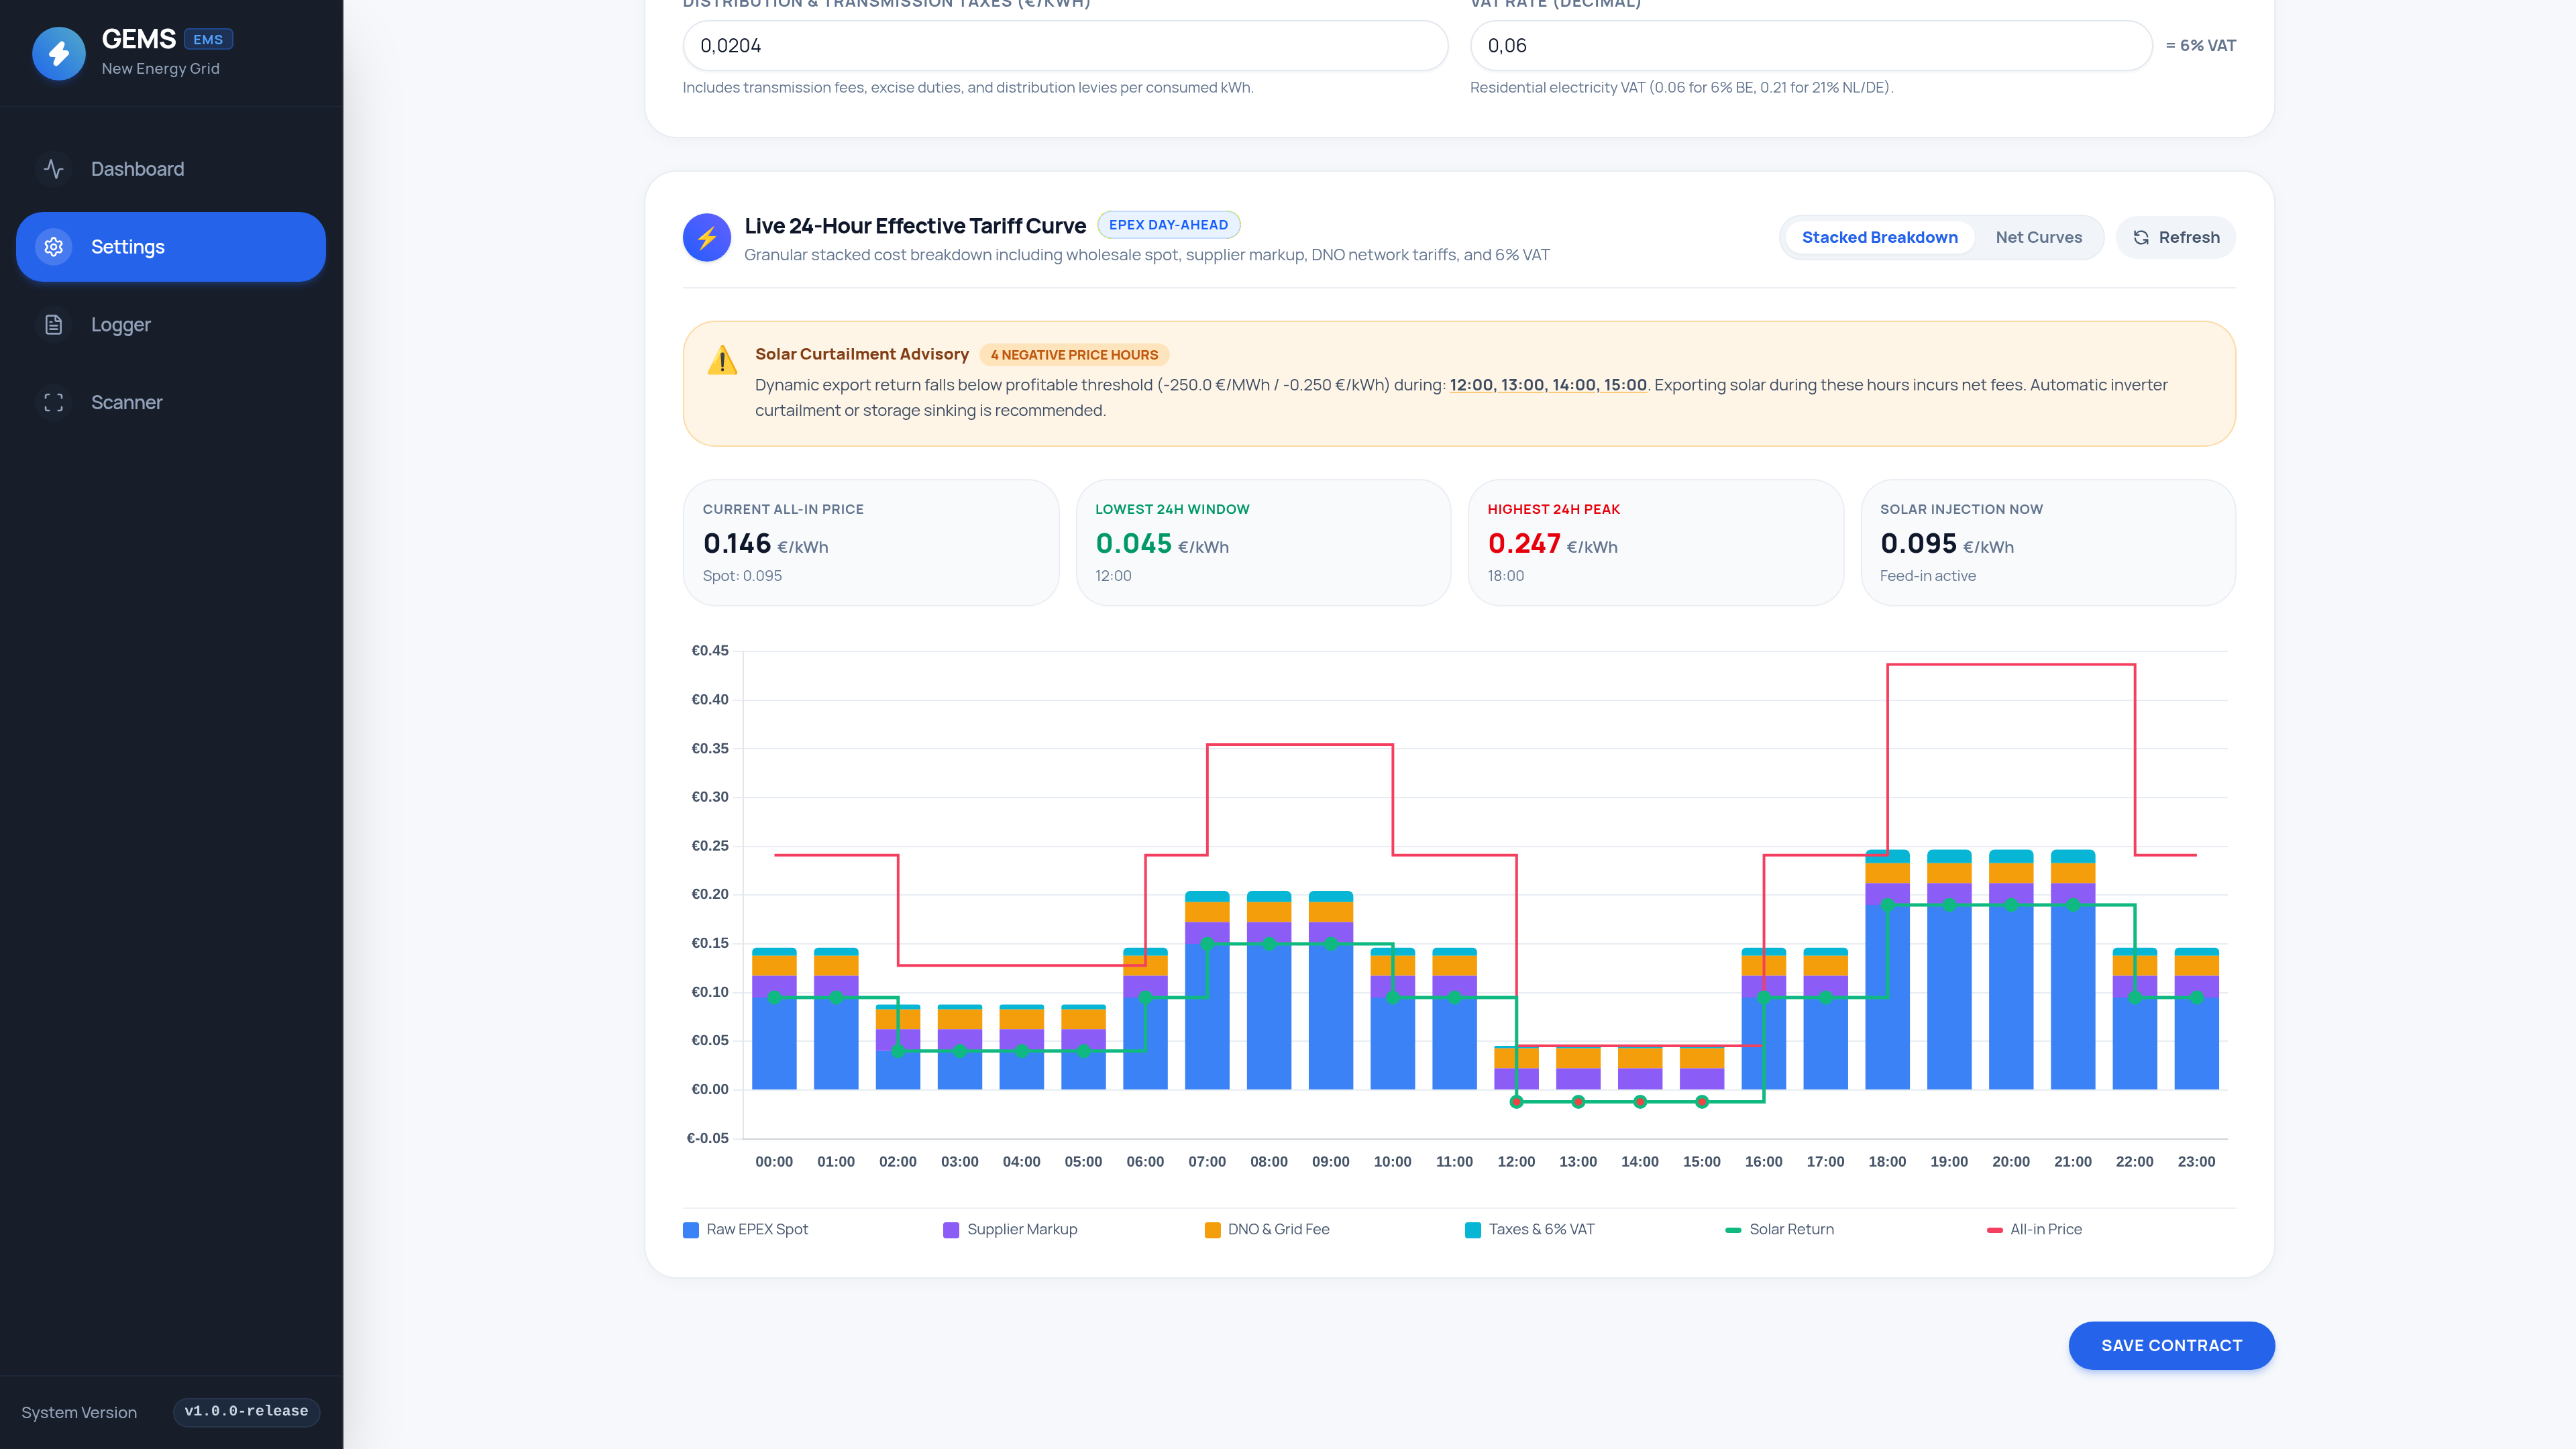 GEMS EMS
New Energy Grid
Dashboard
Settings
Logger
Scanner
System Version v1.0.0-release
DISTRIBUTION & TRANSMISSION TAXES (€/KWH)
0,0204
Includes transmission fees, excise duties, and distribution levies per consumed kWh.
VAT RATE (DECIMAL)
0,06
= 6% VAT
Residential electricity VAT (0.06 for 6% BE, 0.21 for 21% NL/DE).
Live 24-Hour Effective Tariff Curve EPEX DAY-AHEAD
Granular stacked cost breakdown including wholesale spot, supplier markup, DNO network tariffs, and 6% VAT
Stacked Breakdown Net Curves Refresh
Solar Curtailment Advisory 4 NEGATIVE PRICE HOURS
Dynamic export return falls below profitable threshold (-250.0 €/MWh / -0.250 €/kWh) during: 12:00, 13:00, 14:00, 15:00. Exporting solar during these hours incurs net fees. Automatic inverter
curtailment or storage sinking is recommended.
CURRENT ALL-IN PRICE
0.146 €/kWh
Spot: 0.095
LOWEST 24H WINDOW
0.045 €/kWh
12:00
HIGHEST 24H PEAK
0.247 €/kWh
18:00
SOLAR INJECTION NOW
0.095 €/kWh
Feed-in active
€0.45
€0.40
€0.35
€0.30
€0.25
€0.20
€0.15
€0.10
€0.05
€0.00
€-0.05
00:00 01:00 02:00 03:00 04:00 05:00 06:00 07:00 08:00 09:00 10:00 11:00 12:00 13:00 14:00 15:00 16:00 17:00 18:00 19:00 20:00 21:00 22:00 23:00
Raw EPEX Spot Supplier Markup DNO & Grid Fee Taxes & 6% VAT Solar Return All-in Price
SAVE CONTRACT